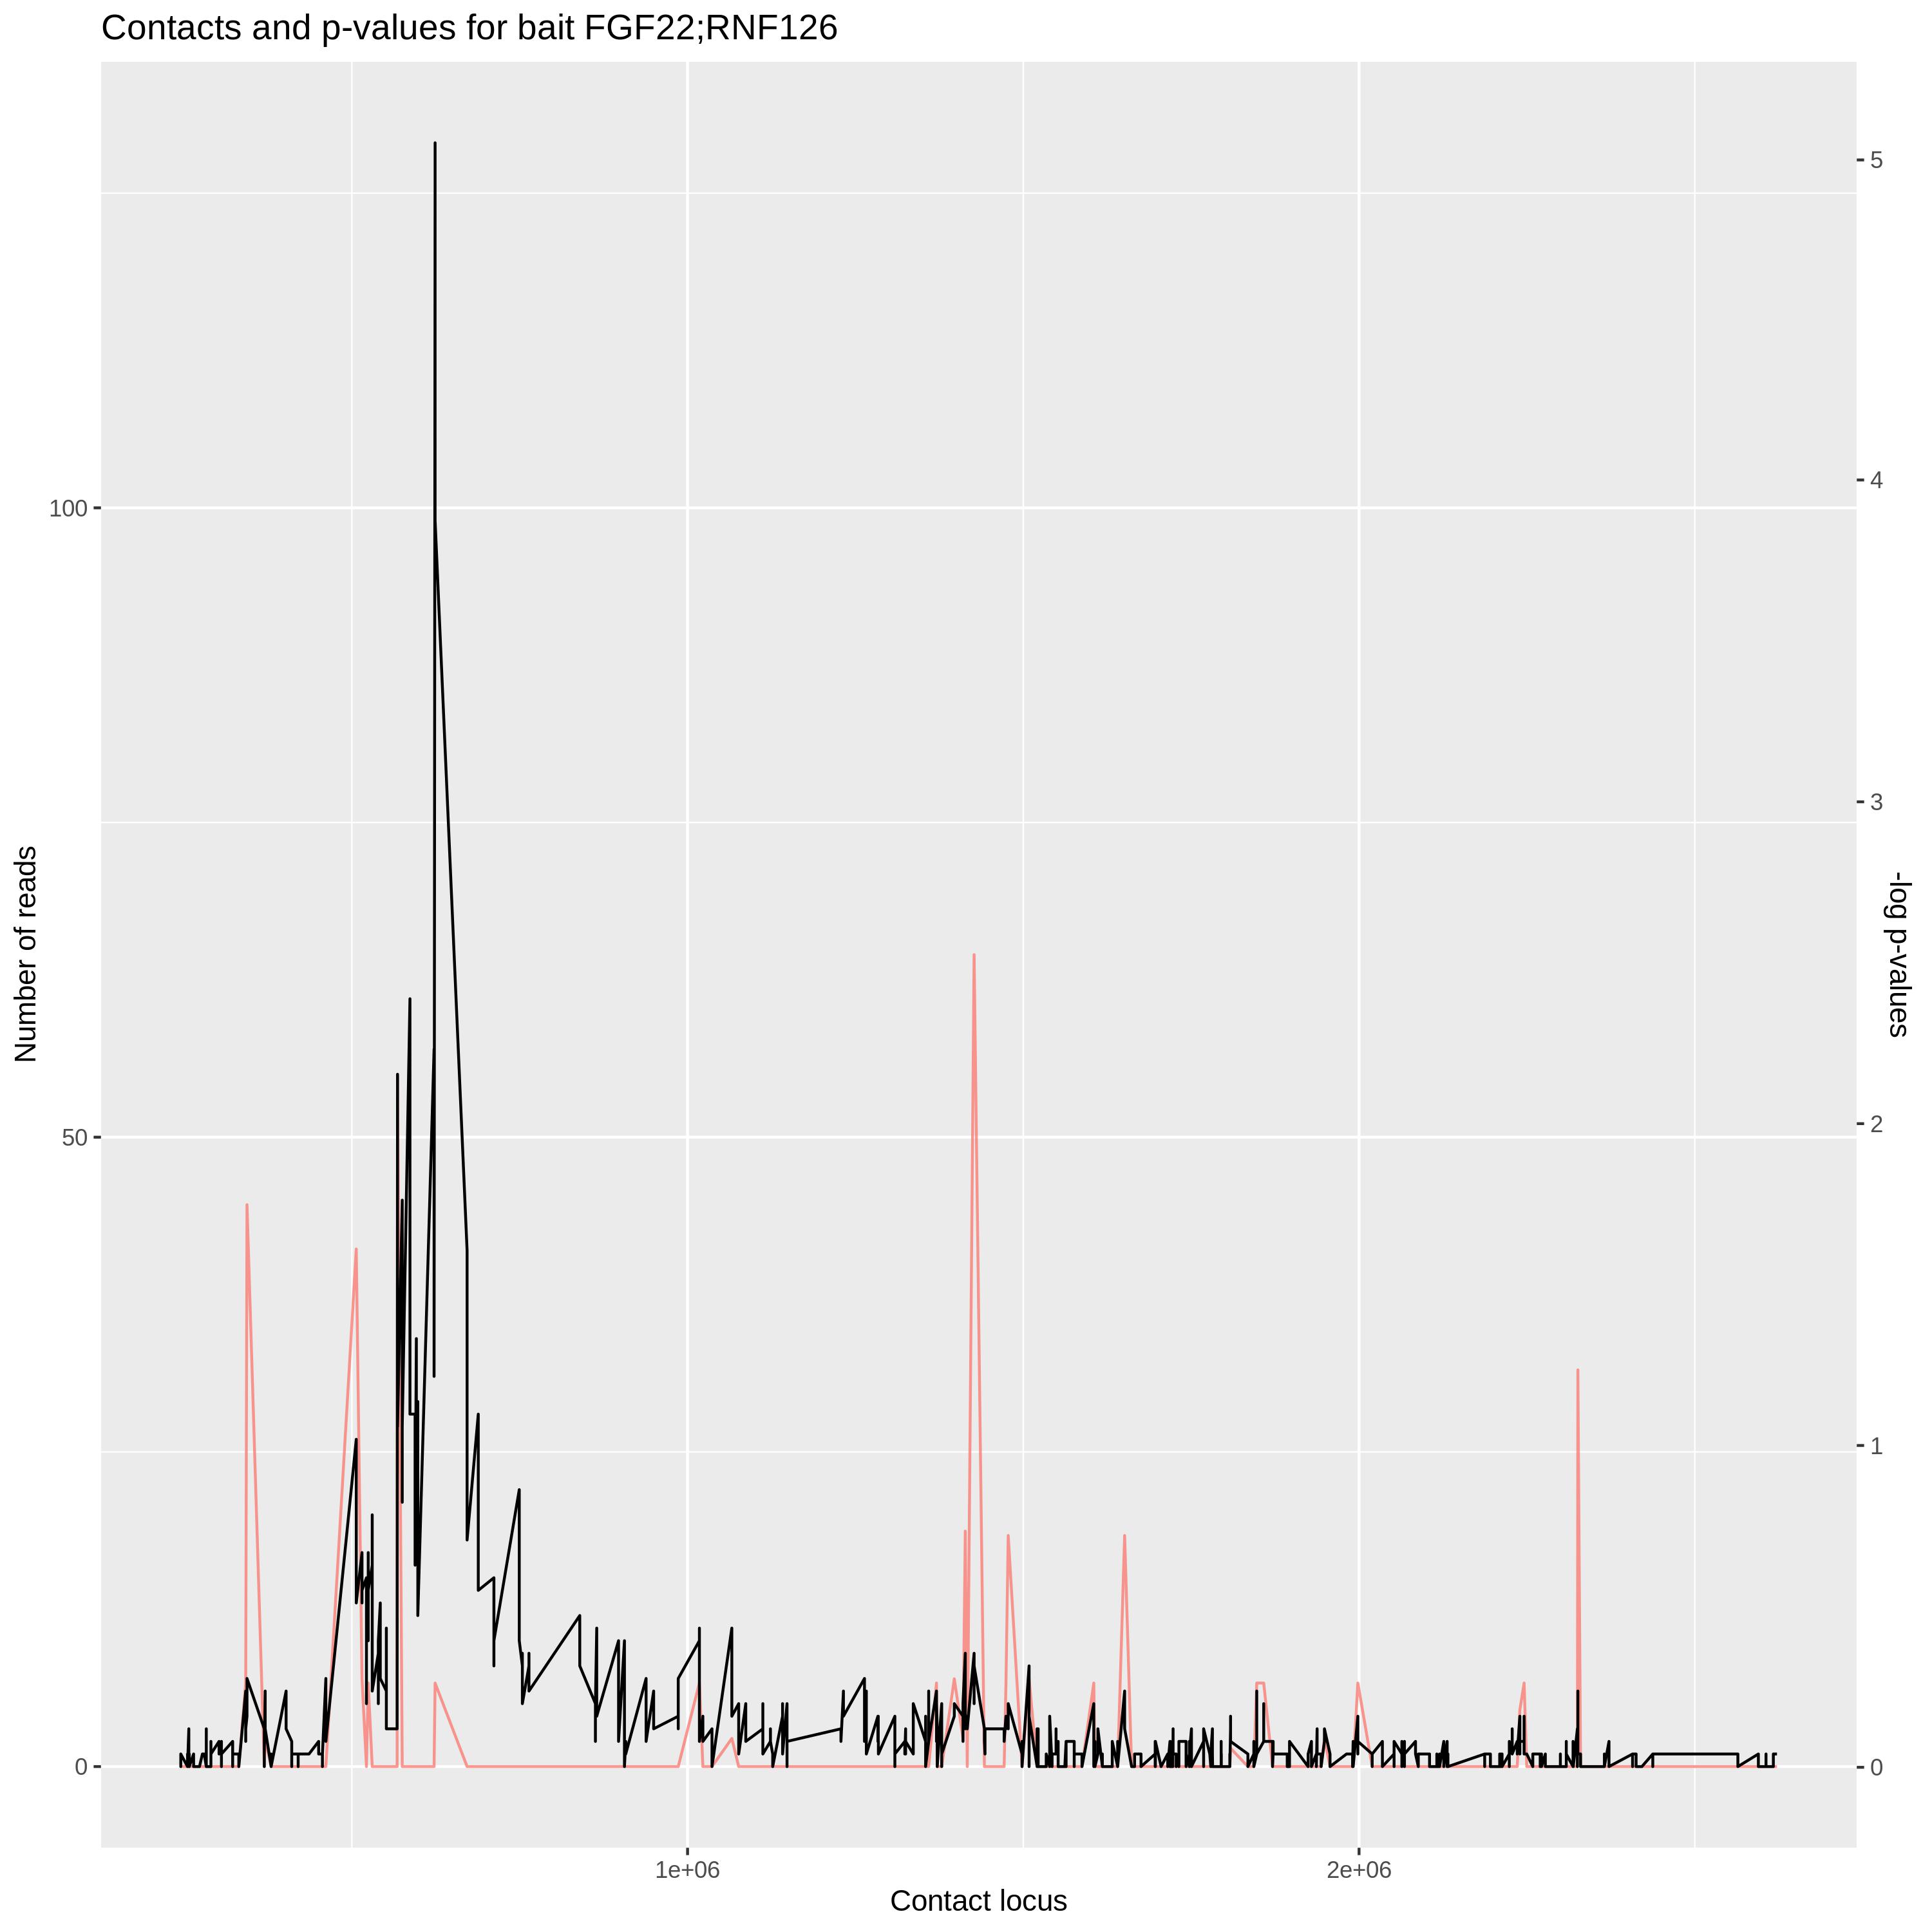 Contacts and p-values for bait FGF22;RNF126
100
50
0
Number of reads
5
4
3
2
1
0
-log p-values
1e+06
2e+06
Contact locus